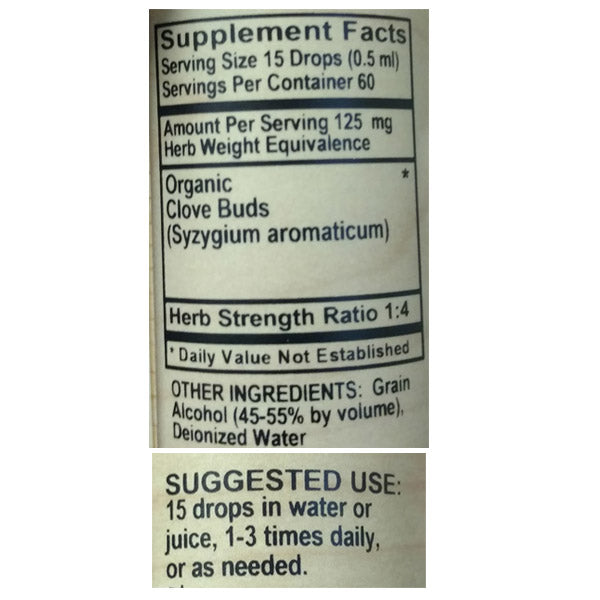 Supplement Facts
Serving Size 15 Drops (0.5 ml)
Servings Per Container 60
Amount Per Serving 125 mg
Herb Weight Equivalence
Organic *
Clove Buds
(Syzygium aromaticum)
Herb Strength Ratio 1:4
* Daily Value Not Established
OTHER INGREDIENTS: Grain
Alcohol (45-55% by volume),
Deionized Water
SUGGESTED USE:
15 drops in water or
juice, 1-3 times daily,
or as needed.